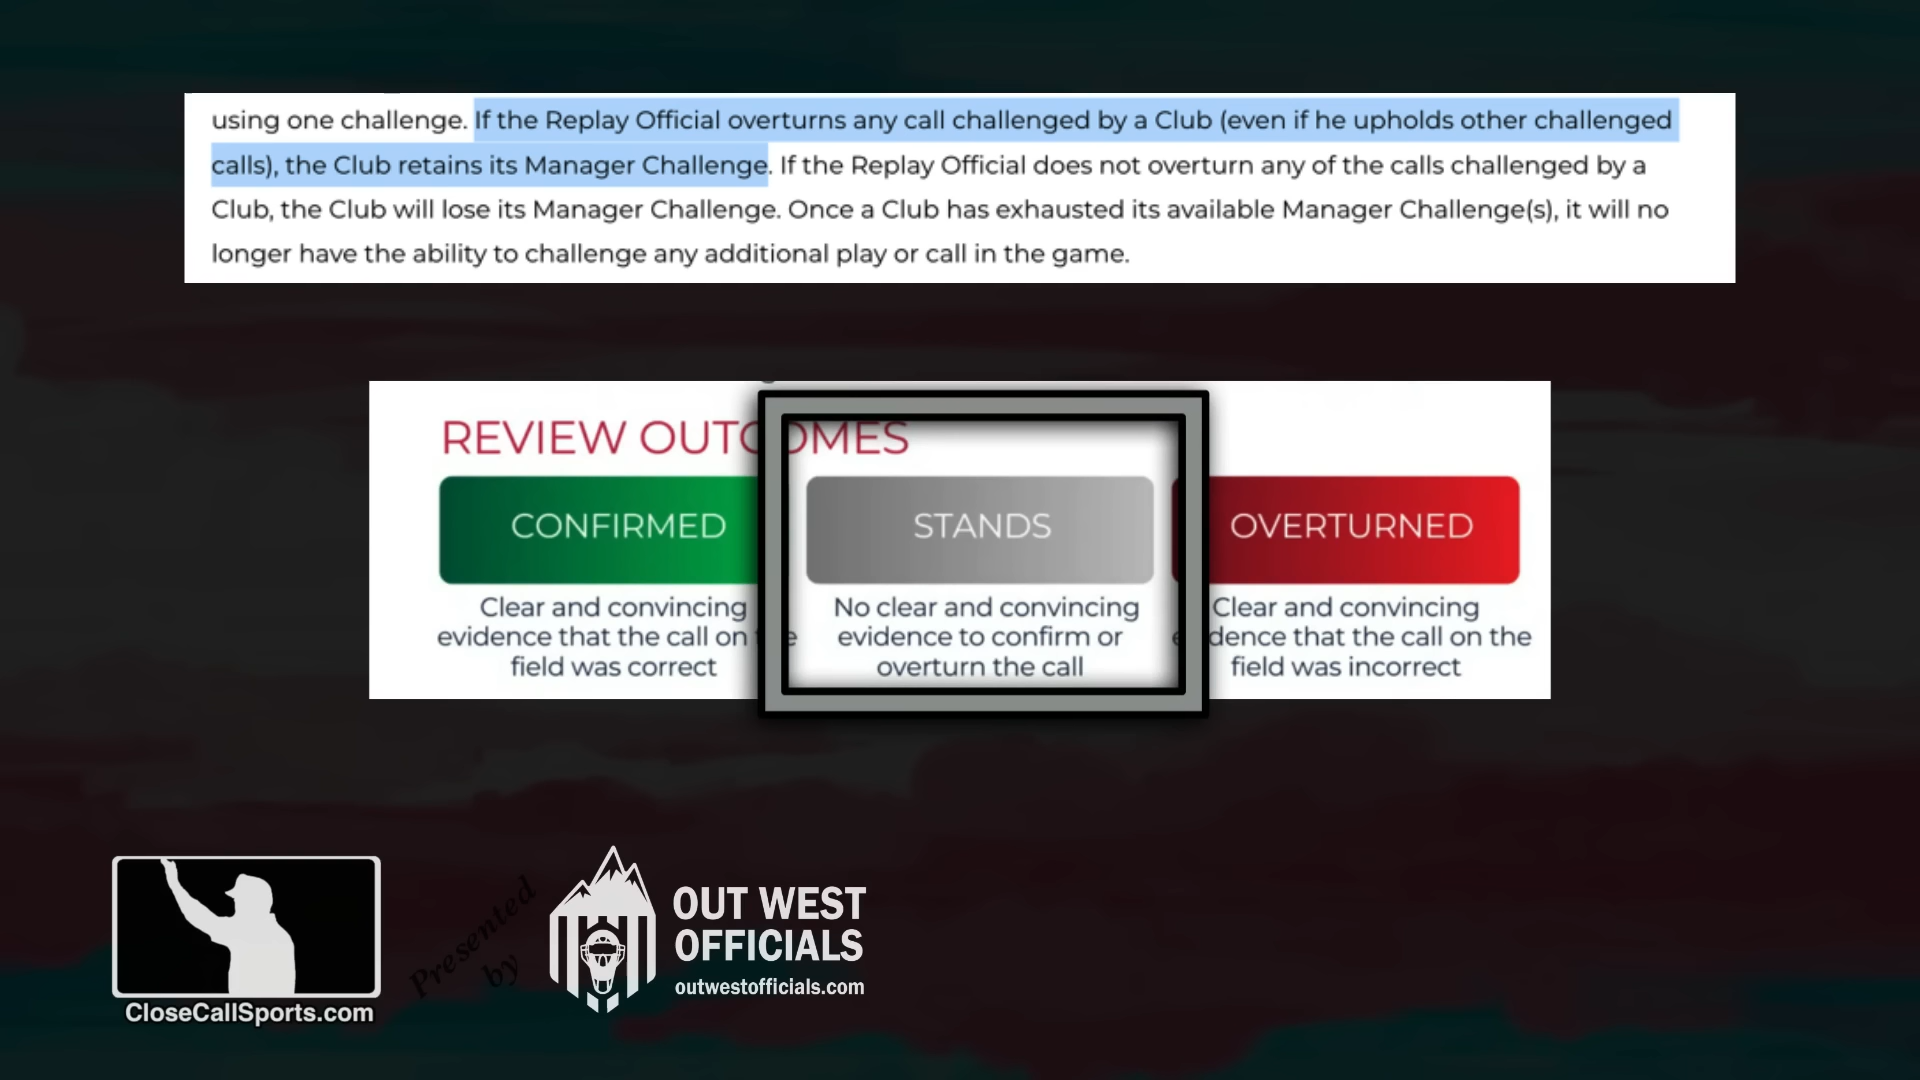 using one challenge. If the Replay Official overturns any call challenged by a Club (even if he upholds other challenged
calls), the Club retains its Manager Challenge. If the Replay Official does not overturn any of the calls challenged by a
Club, the Club will lose its Manager Challenge. Once a Club has exhausted its available Manager Challenge(s), it will no
longer have the ability to challenge any additional play or call in the game.
REVIEW OUTCOMES
CONFIRMED
Clear and convincing
evidence that the call on the
field was correct
STANDS
No clear and convincing
evidence to confirm or
overturn the call
OVERTURNED
Clear and convincing
evidence that the call on the
field was incorrect
CloseCallSports.com
Presented
by
OUT WEST
OFFICIALS
outwestofficials.com